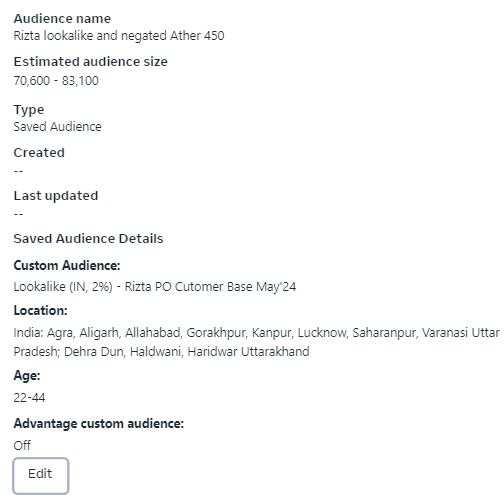 Audience name
Rizta lookalike and negated Ather 450
Estimated audience size
70,600 - 83,100
Type
Saved Audience
Created
--
Last updated
--
Saved Audience Details
Custom Audience:
Lookalike (IN, 2%) - Rizta PO Cutomer Base May'24
Location:
India: Agra, Aligarh, Allahabad, Gorakhpur, Kanpur, Lucknow, Saharanpur, Varanasi Uttar
Pradesh; Dehra Dun, Haldwani, Haridwar Uttarakhand
Age:
22-44
Advantage custom audience:
Off
Edit